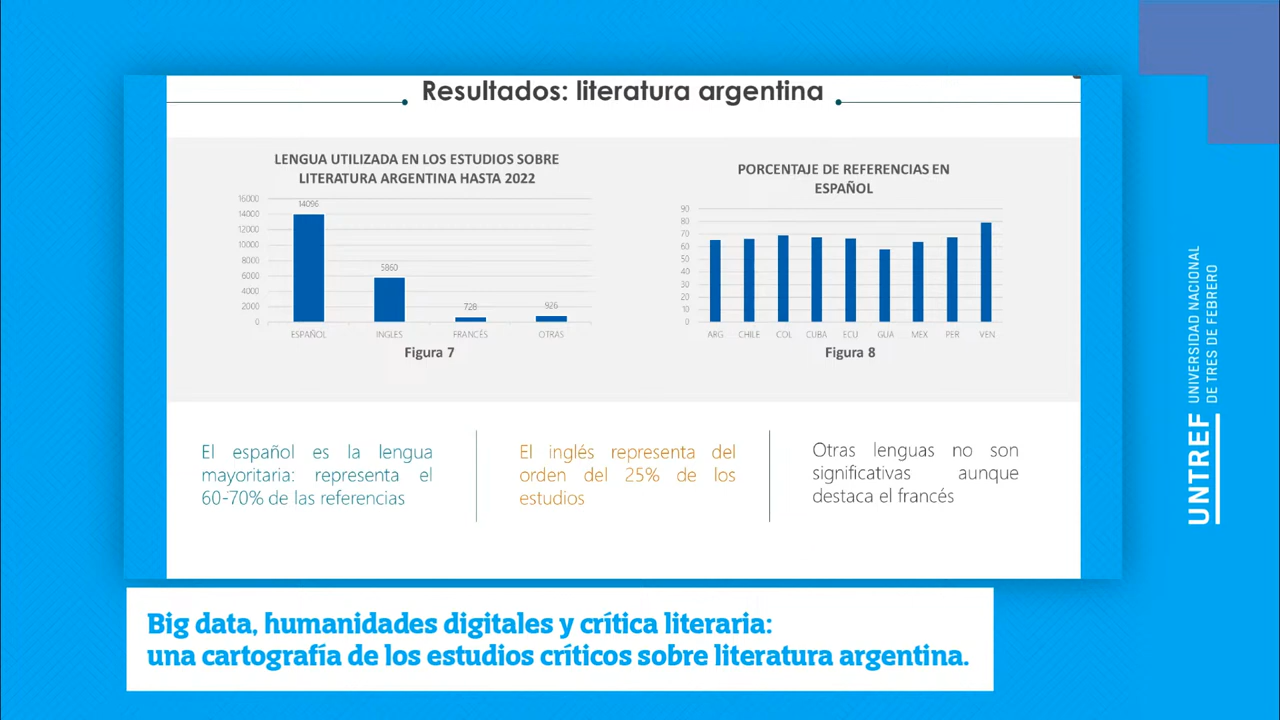 Resultados: literatura argentina
LENGUA UTILIZADA EN LOS ESTUDIOS SOBRE
LITERATURA ARGENTINA HASTA 2022
16000
14000
12000
10000
8000
6000
4000
2000
0
14096
5860
728
926
ESPAÑOL
INGLES
FRANCÉS
OTRAS
Figura 7
PORCENTAJE DE REFERENCIAS EN
ESPAÑOL
90
80
70
60
50
40
30
20
10
0
ARG
CHILE
COL
CUBA
ECU
GUA
MEX
PER
VEN
Figura 8
El español es la lengua
mayoritaria: representa el
60-70% de las referencias
El inglés representa del
orden del 25% de los
estudios
Otras lenguas no son
significativas aunque
destaca el francés
Big data, humanidades digitales y crítica literaria:
una cartografía de los estudios críticos sobre literatura argentina.
UNTREF
UNIVERSIDAD NACIONAL
DE TRES DE FEBRERO